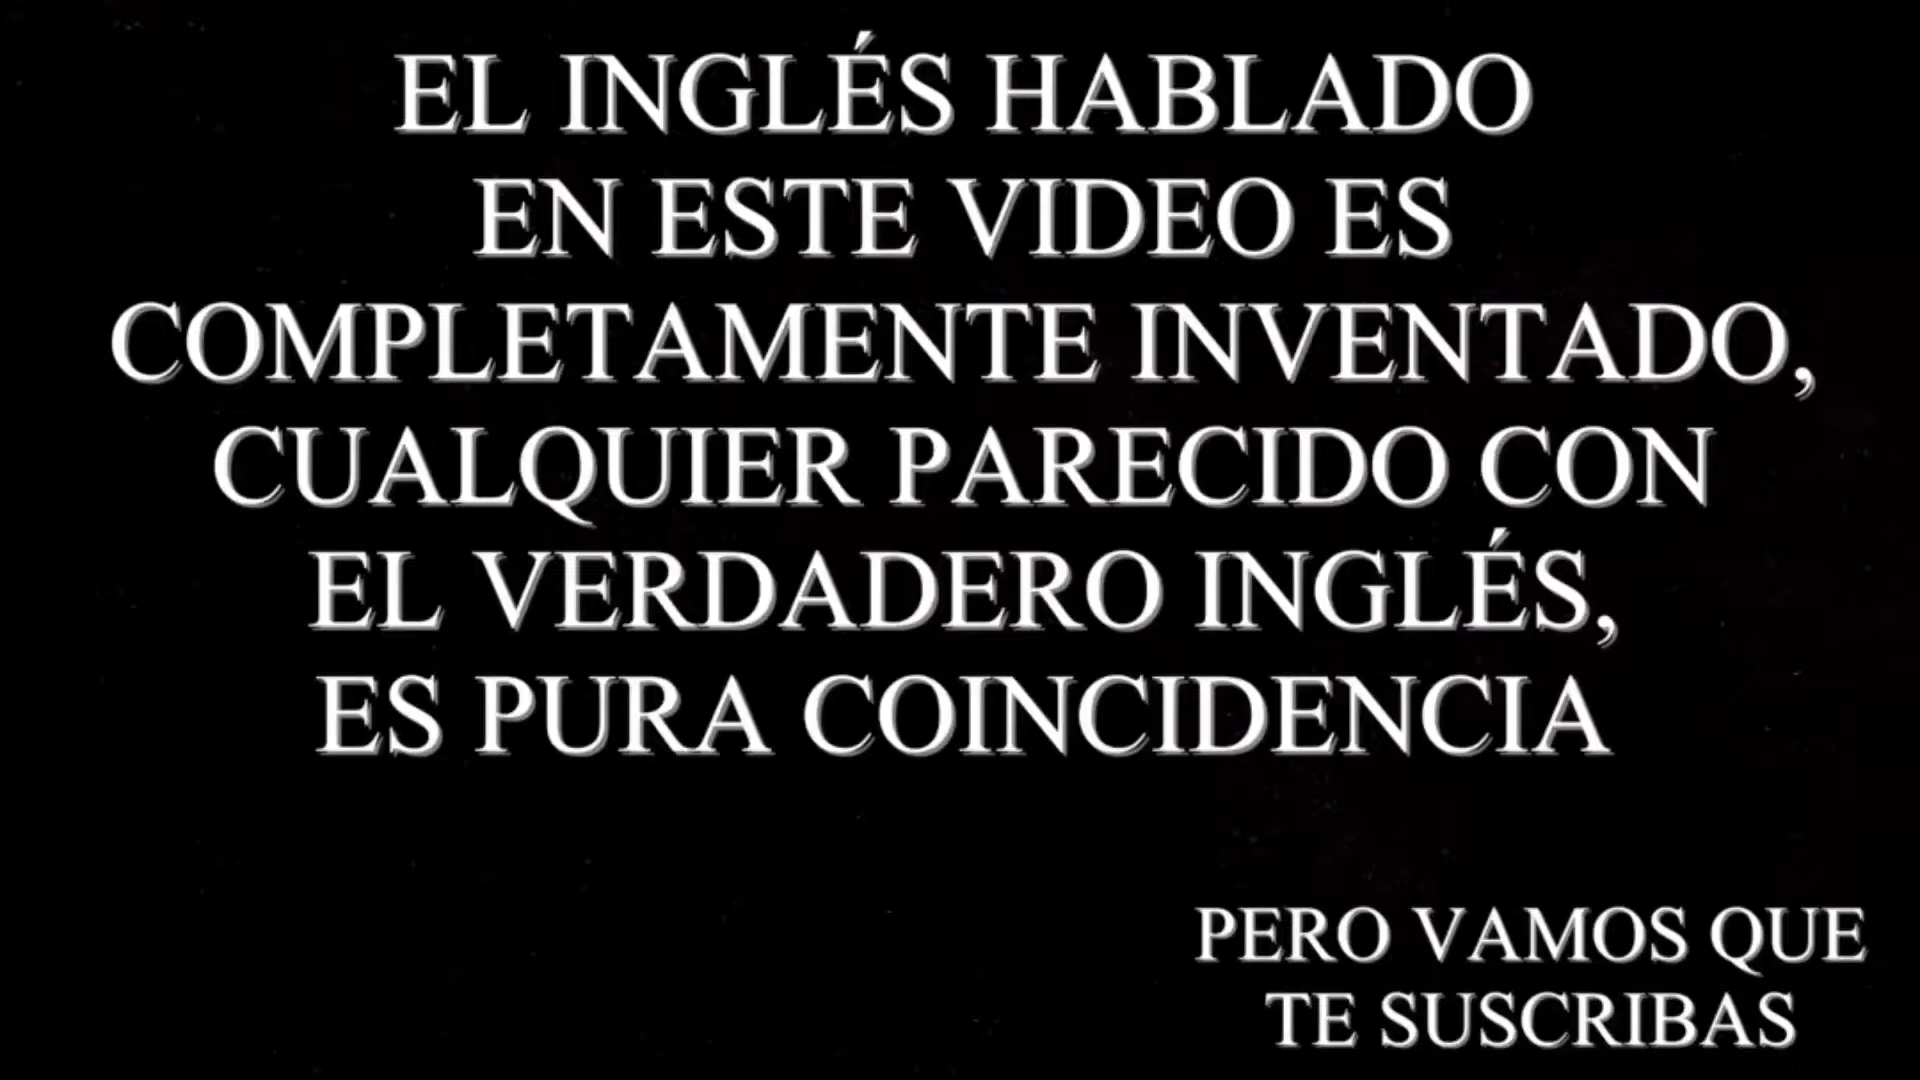 EL INGLÉS HABLADO
EN ESTE VIDEO ES
COMPLETAMENTE INVENTADO,
CUALQUIER PARECIDO CON
EL VERDADERO INGLÉS,
ES PURA COINCIDENCIA
PERO VAMOS QUE
TE SUSCRIBAS